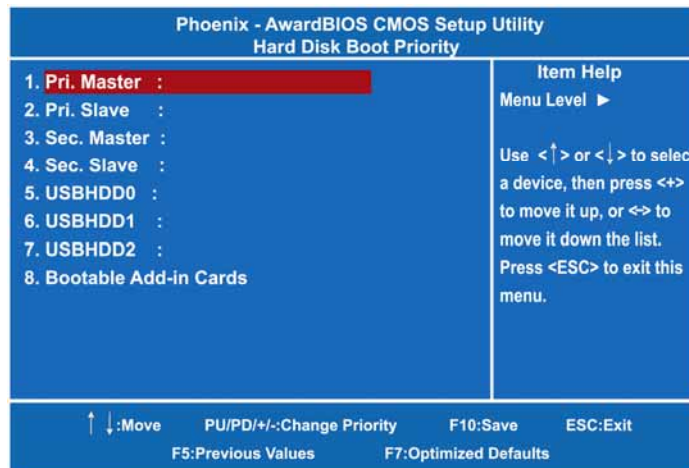 Phoenix - AwardBIOS CMOS Setup Utility
Hard Disk Boot Priority
1. Pri. Master :
2. Pri. Slave :
3. Sec. Master :
4. Sec. Slave :
5. USBHDD0 :
6. USBHDD1 :
7. USBHDD2 :
8. Bootable Add-in Cards
Item Help
Menu Level ►
Use <↑> or <↓> to selec
a device, then press <+>
to move it up, or <-> to
move it down the list.
Press <ESC> to exit this
menu.
↑ ↓:Move PU/PD/+/-:Change Priority F10:Save ESC:Exit
F5:Previous Values F7:Optimized Defaults